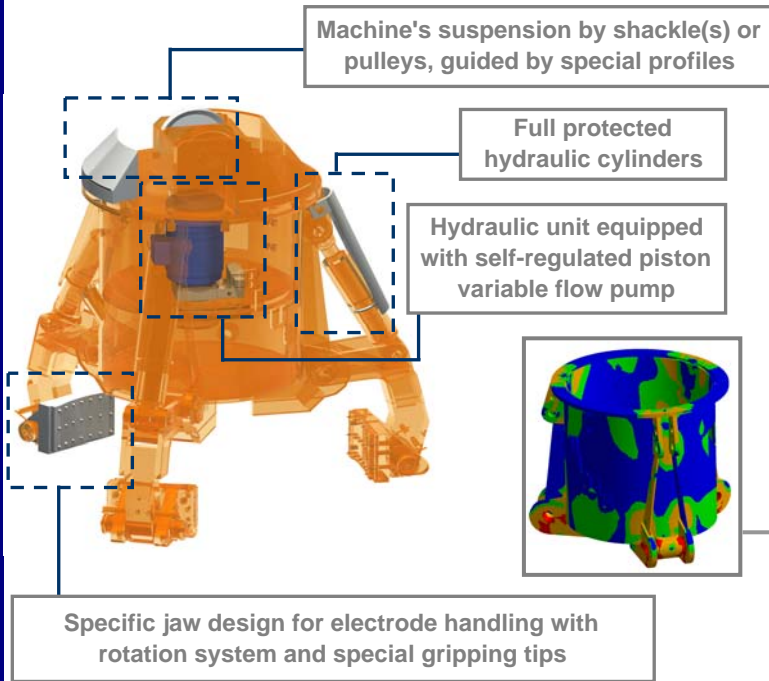 Machine's suspension by shackle(s) or
pulleys, guided by special profiles
Full protected
hydraulic cylinders
Hydraulic unit equipped
with self-regulated piston
variable flow pump
Specific jaw design for electrode handling with
rotation system and special gripping tips